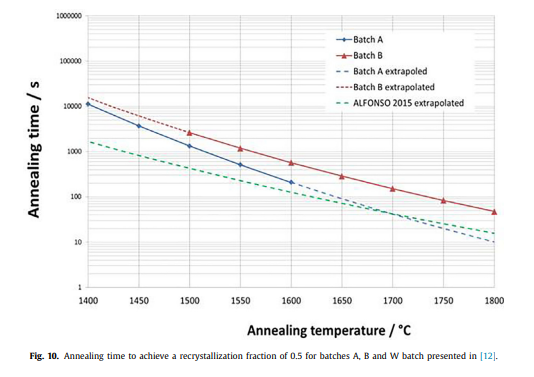 1000000
100000
10000
1000
100
10
1
Annealing time / s
Batch A
Batch B
Batch A extrapoled
Batch B extrapolated
ALFONSO 2015 extrapolated
1400 1450 1500 1550 1600 1650 1700 1750 1800
Annealing temperature / °C
Fig. 10. Annealing time to achieve a recrystallization fraction of 0.5 for batches A, B and W batch presented in [12].